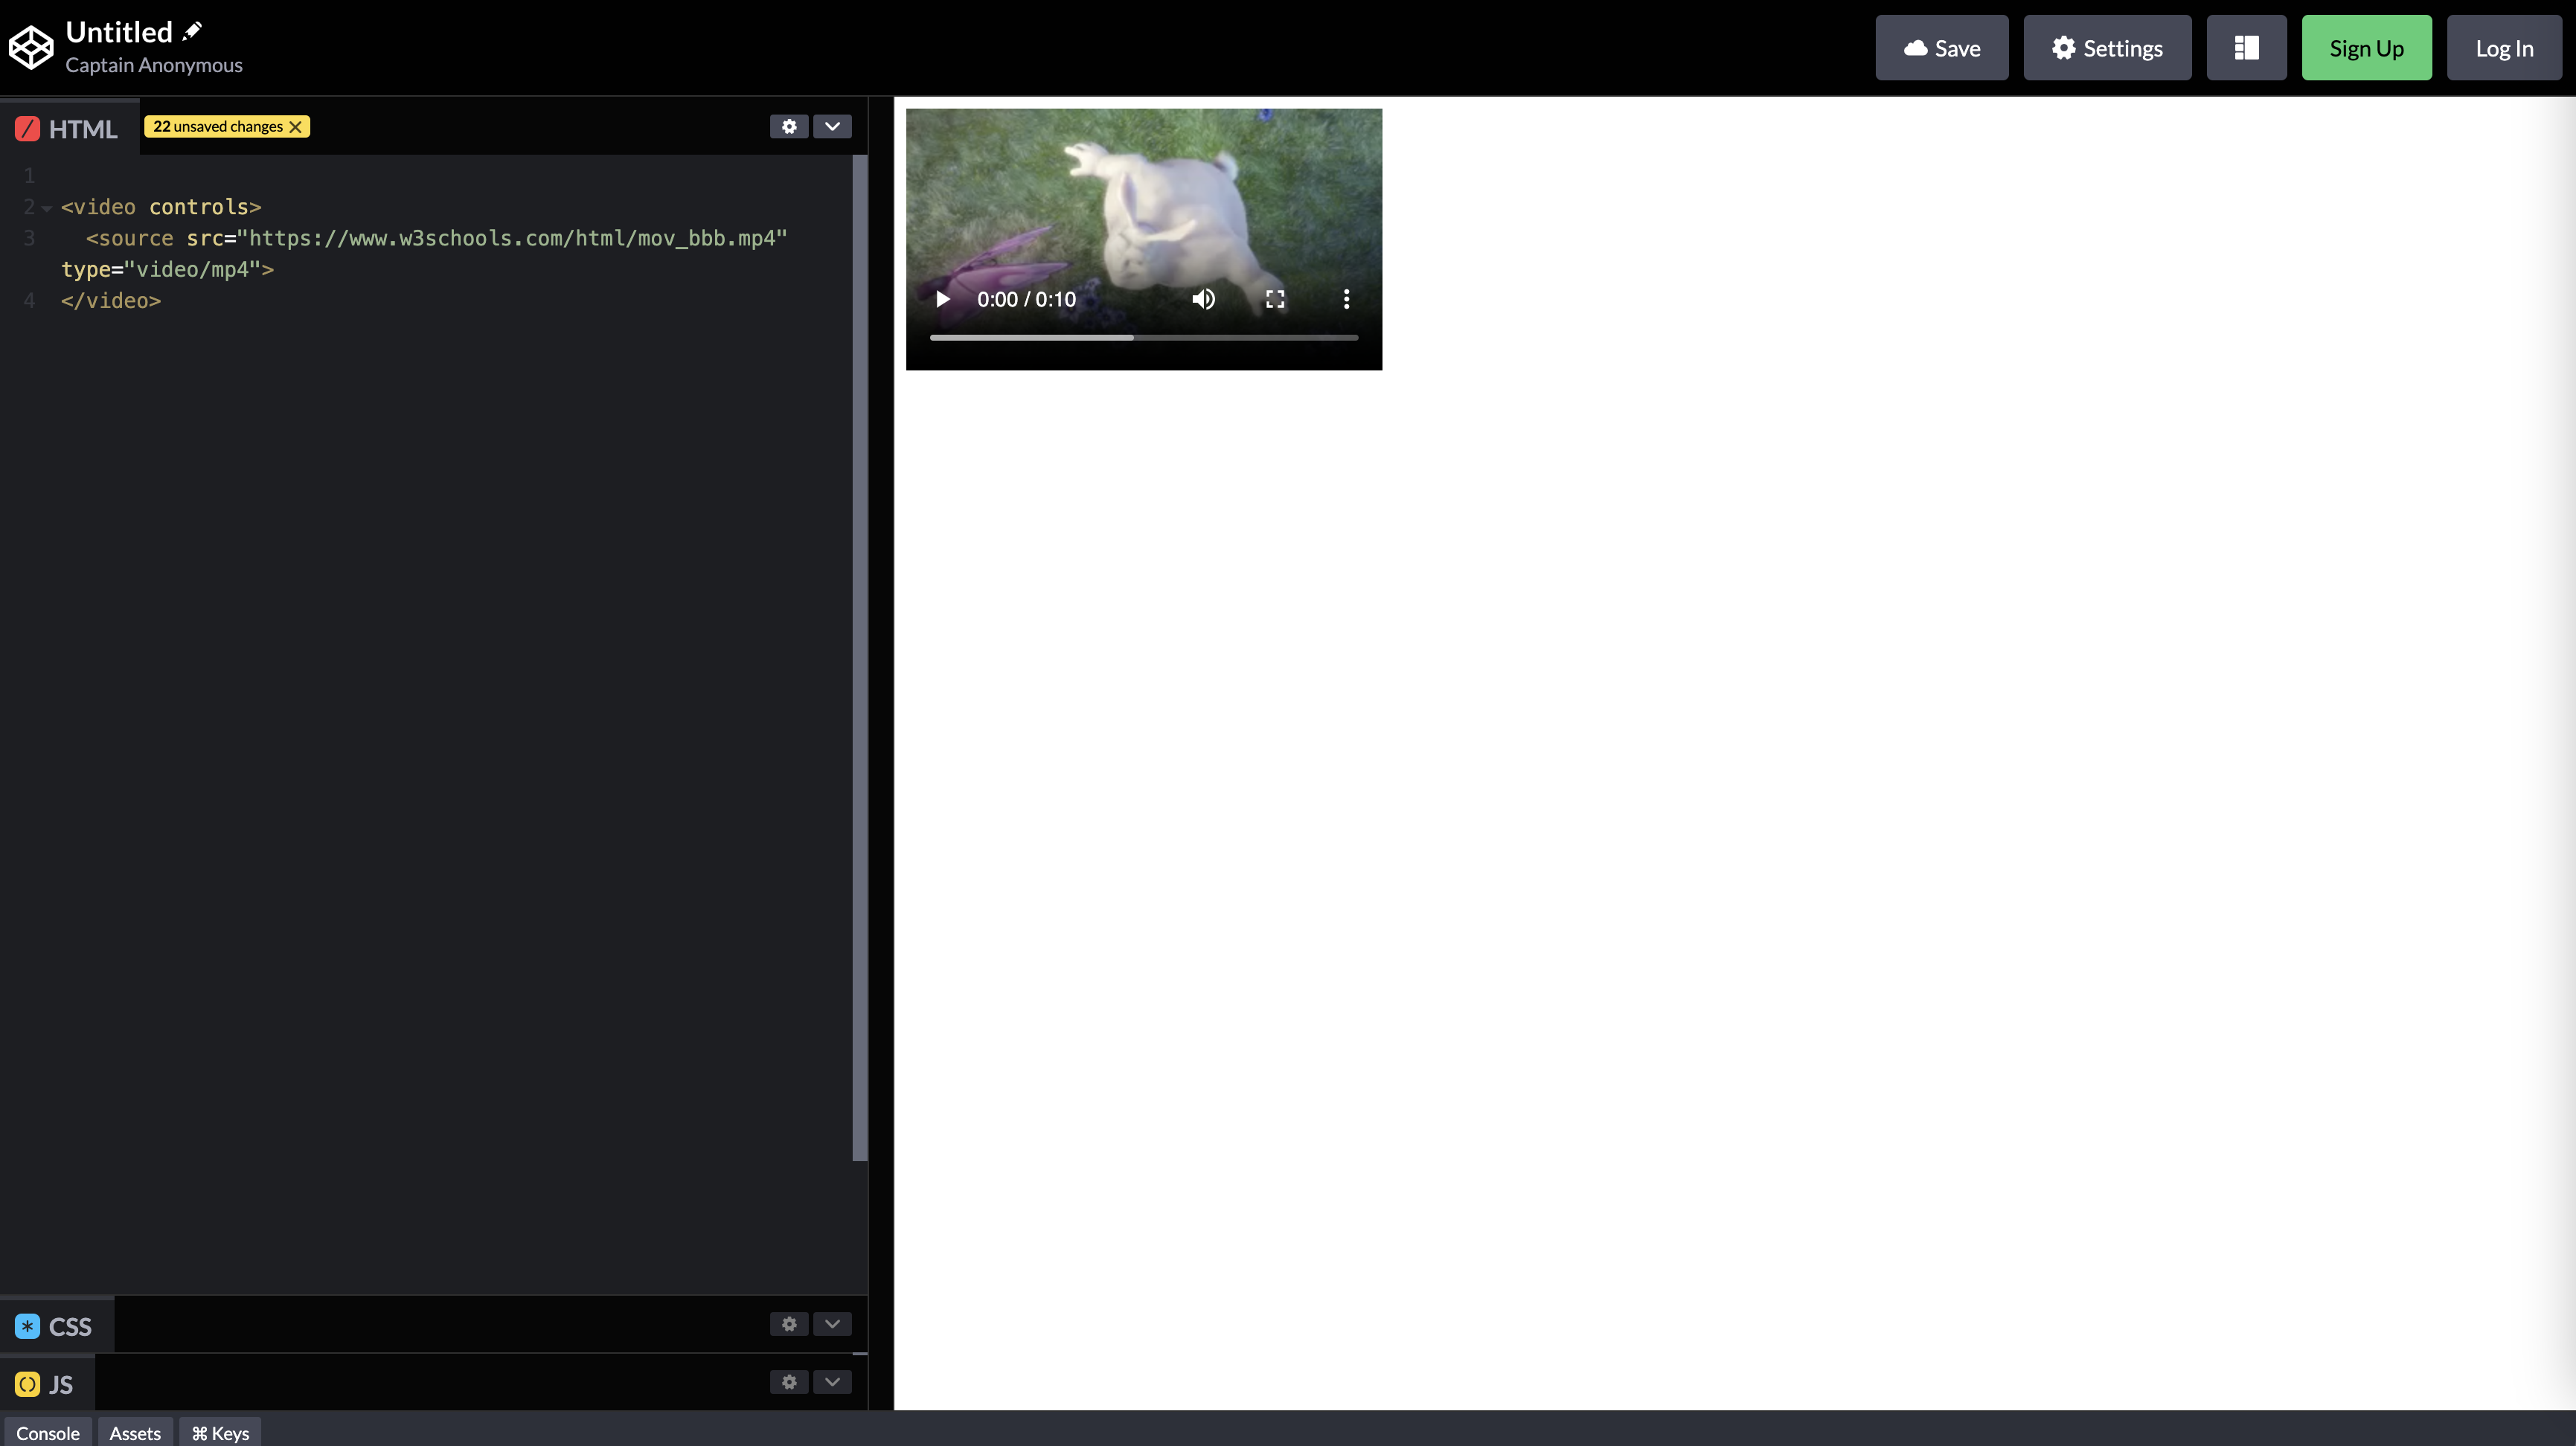 Untitled
Captain Anonymous
Save
Settings
Sign Up
Log In
HTML
22 unsaved changes
1
2 <video controls>
3 <source src="https://www.w3schools.com/html/mov_bbb.mp4"
type="video/mp4">
4 </video>
0:00 / 0:10
CSS
JS
Console
Assets
⌘ Keys